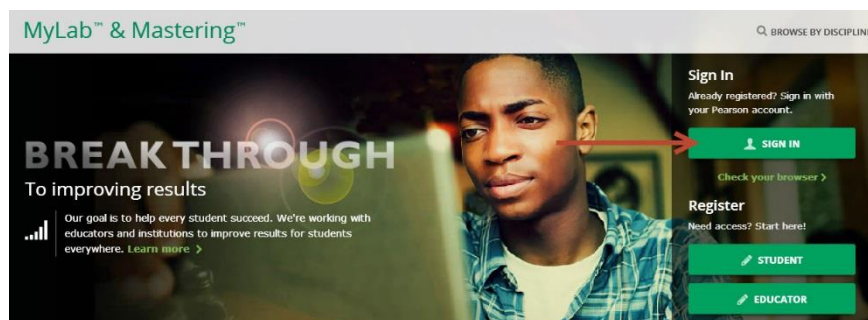 MyLab™ & Mastering™
BROWSE BY DISCIPLINE
BREAKTHROUGH
To improving results
Our goal is to help every student succeed. We're working with
educators and institutions to improve results for students
everywhere. Learn more >
Sign In
Already registered? Sign in with
your Pearson account.
SIGN IN
Check your browser >
Register
Need access? Start here!
STUDENT
EDUCATOR